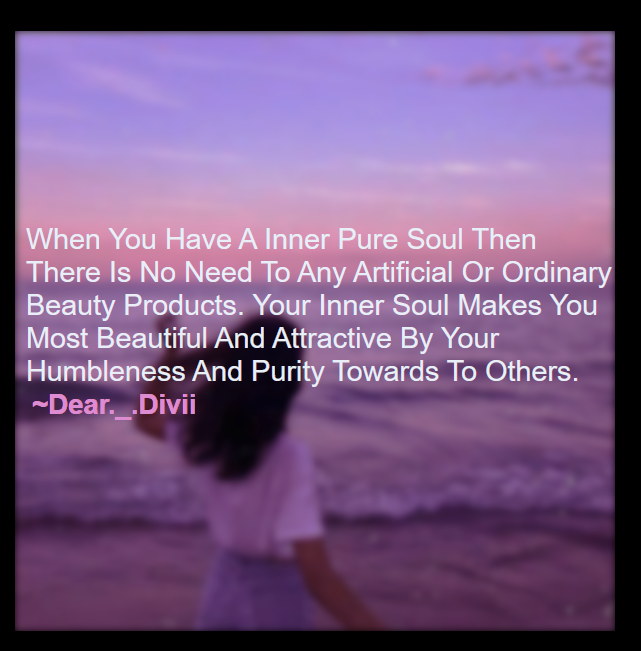 When You Have A Inner Pure Soul Then
There Is No Need To Any Artificial Or Ordinary
Beauty Products. Your Inner Soul Makes You
Most Beautiful And Attractive By Your
Humbleness And Purity Towards To Others.
~Dear._.Divii